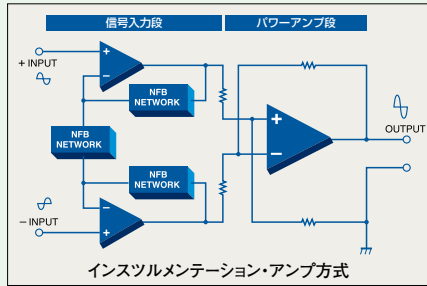 信号入力段
パワーアンプ段
+ INPUT
+
−
NFB
NETWORK
NFB
NETWORK
NFB
NETWORK
−
+
− INPUT
+
−
OUTPUT
インスツルメンテーション・アンプ方式